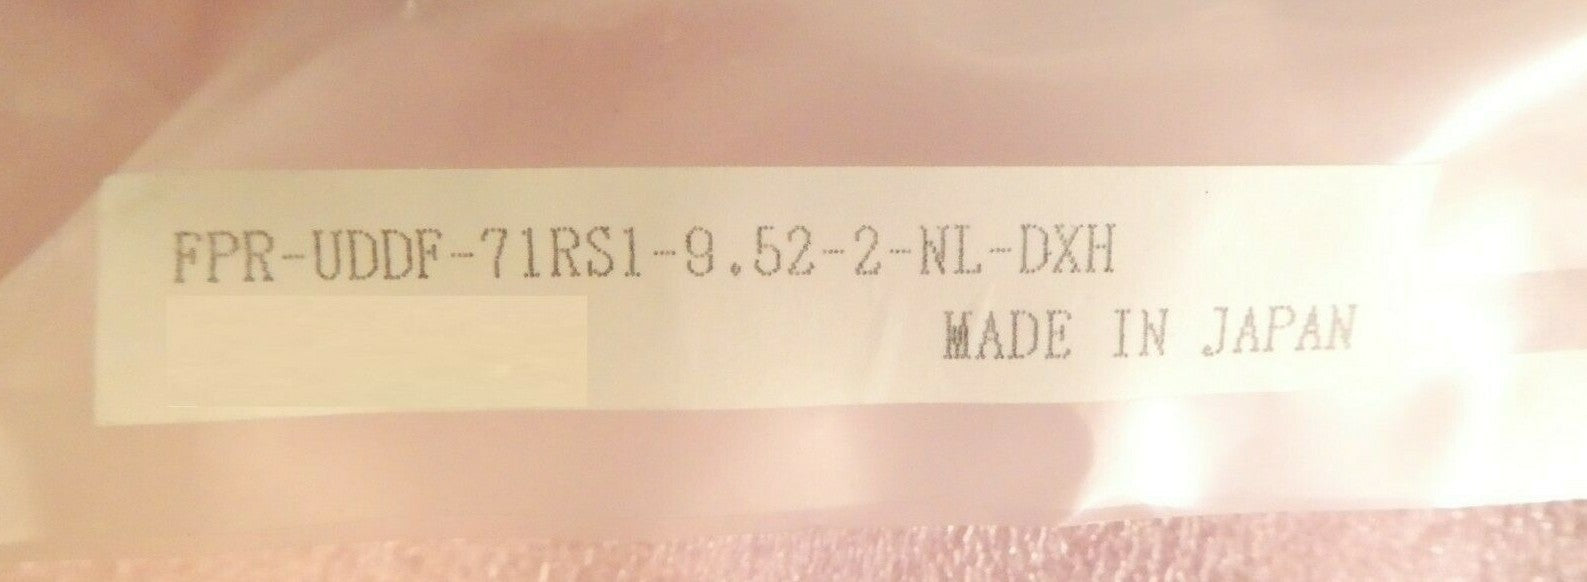 FPR-UDDF-71RS1-9.52-2-NL-DXH
MADE IN JAPAN